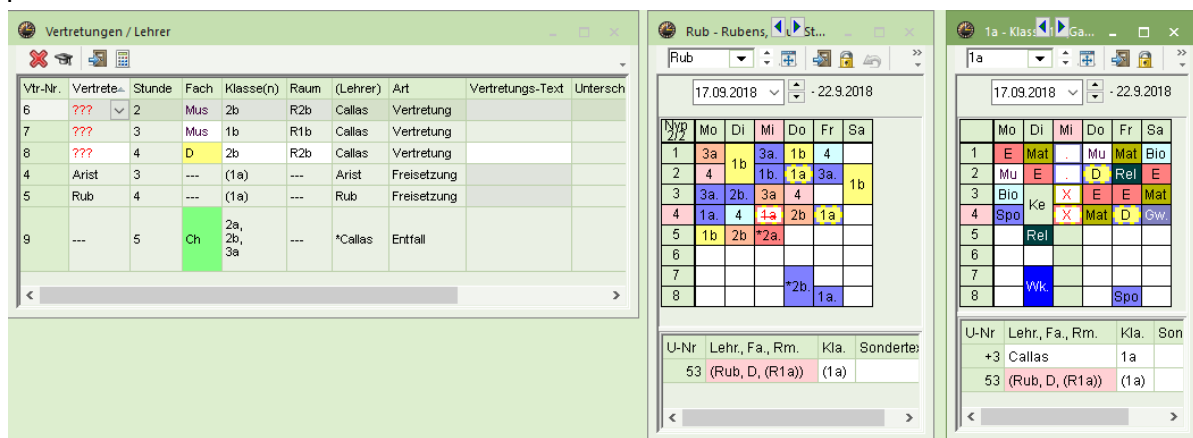 Vertretungen / Lehrer
Vtr-Nr. Vertrete Stunde Fach Klasse(n) Raum (Lehrer) Art Vertretungs-Text Untersch
6 ??? 2 Mus 2b R2b Callas Vertretung
7 ??? 3 Mus 1b R1b Callas Vertretung
8 ??? 4 D 2b R2b Callas Vertretung
4 Arist 3 --- (1a) --- Arist Freisetzung
5 Rub 4 --- (1a) --- Rub Freisetzung
9 --- 5 Ch 2a, 2b, 3a --- *Callas Entfall
Rub - Rubens, St...
Rub
17.09.2018 - 22.9.2018
Mo Di Mi Do Fr Sa
1 3a 1b 3a. 1b 4
2 4 1b. 1a 3a. 1b
3 3a. 2b. 3a 4
4 1a. 4 1a 2b 1a
5 1b 2b *2a.
6
7 *2b.
8 1a.
U-Nr Lehr., Fa., Rm. Kla. Sondertex
53 (Rub, D, (R1a)) (1a)
1a - Klass 1 Ga...
1a
17.09.2018 - 22.9.2018
Mo Di Mi Do Fr Sa
1 E Mat . Mu Mat Bio
2 Mu E . D Rel E
3 Bio Ke X E E Mat
4 Spo X Mat D Gw.
5 Rel
6
7 Wk.
8 Spo
U-Nr Lehr., Fa., Rm. Kla. Son
+3 Callas 1a
53 (Rub, D, (R1a)) (1a)